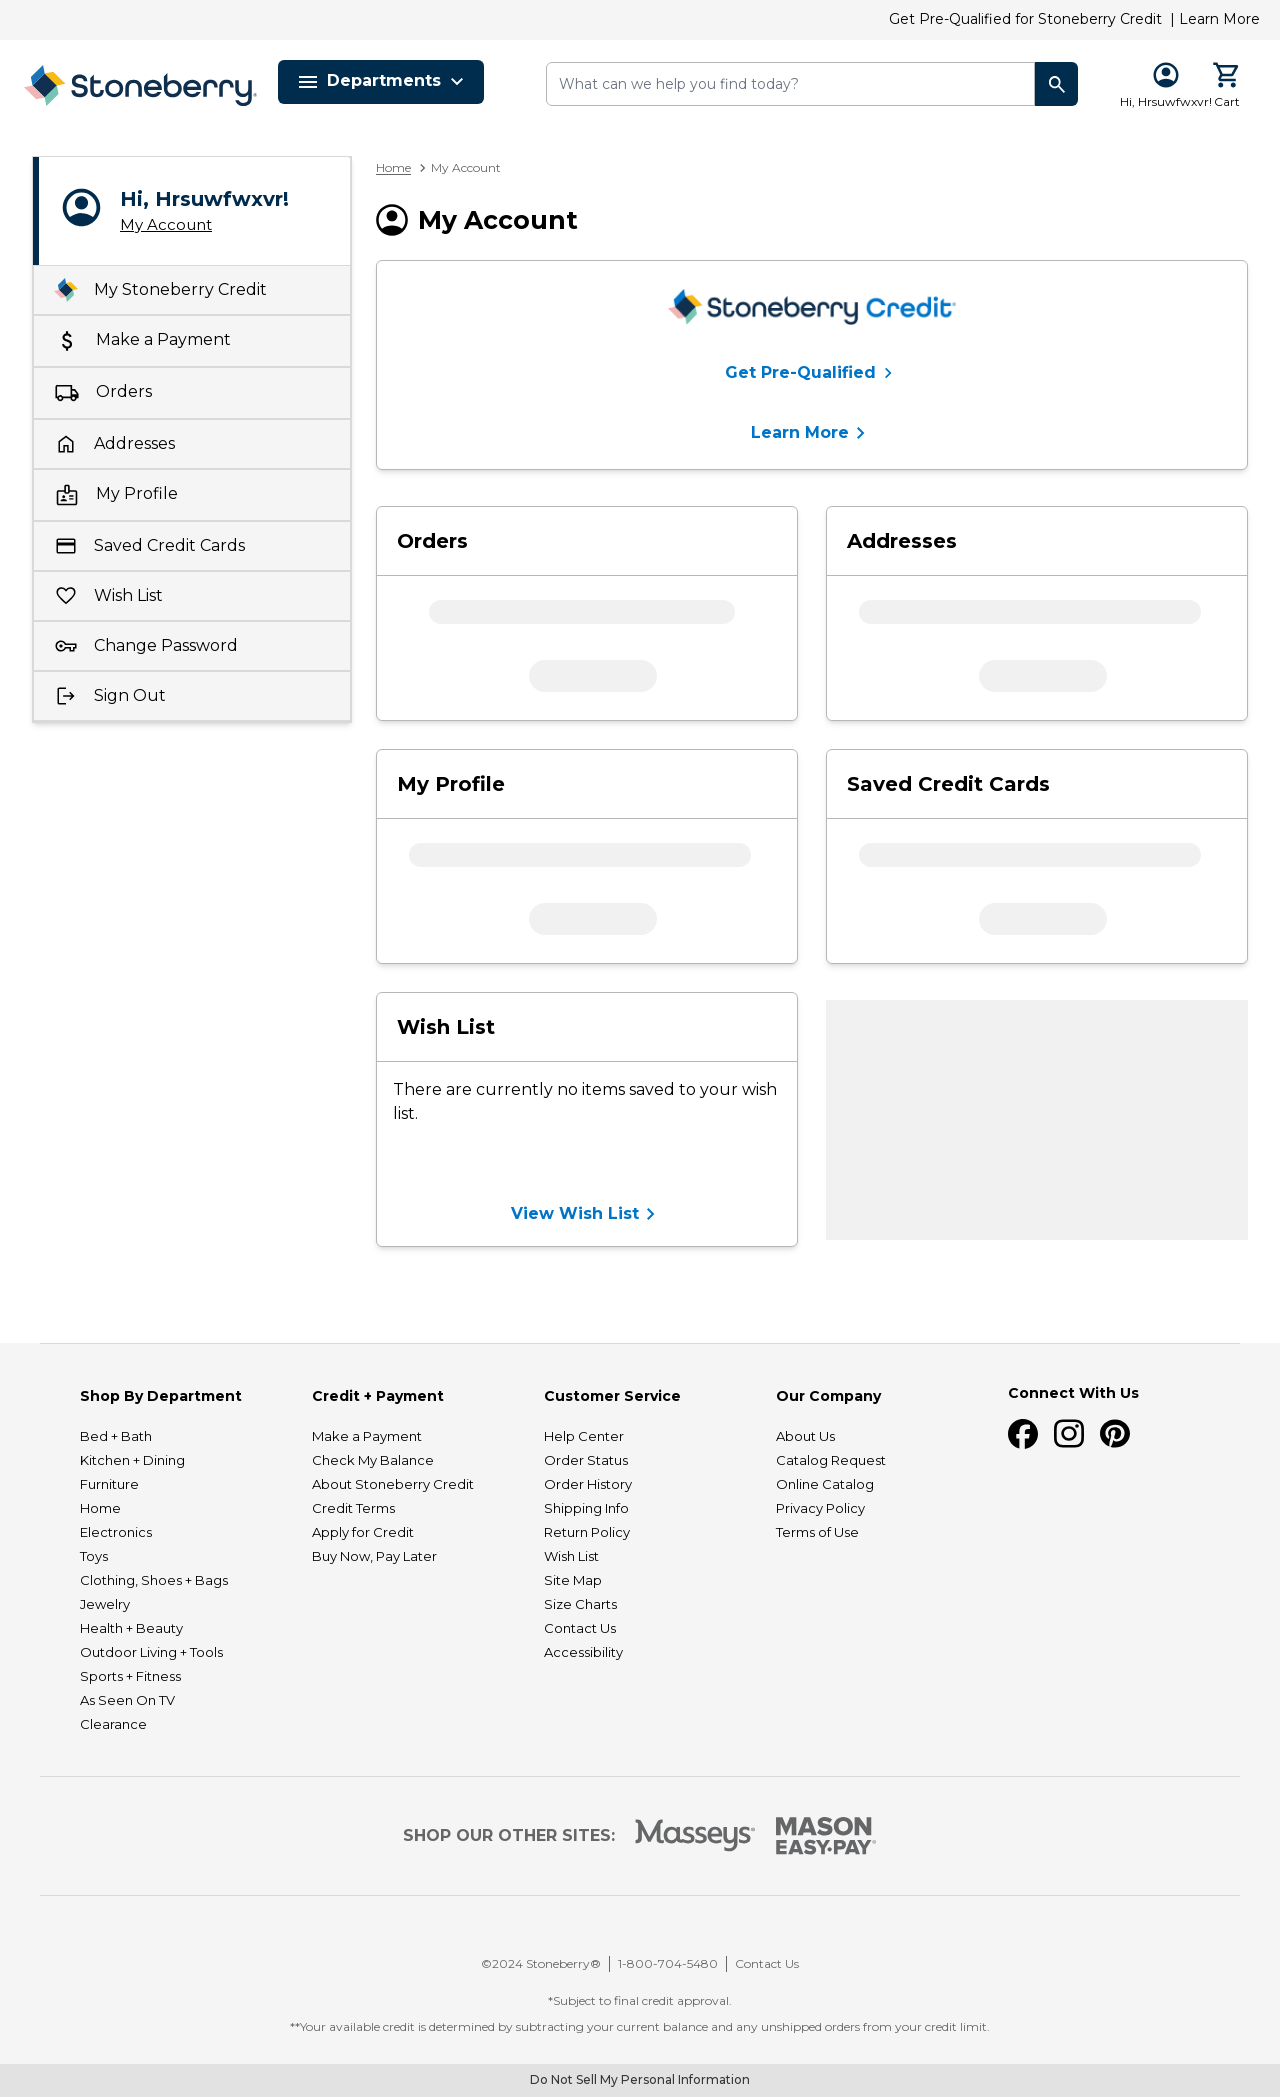 Get Pre-Qualified for Stoneberry Credit | Learn More
Stoneberry
Departments
What can we help you find today?
Hi, Hrsuwfwxvr!
Cart
Hi, Hrsuwfwxvr!
My Account
My Stoneberry Credit
Make a Payment
Orders
Addresses
My Profile
Saved Credit Cards
Wish List
Change Password
Sign Out
Home
My Account
My Account
Stoneberry Credit
Get Pre-Qualified
Learn More
Orders
Addresses
My Profile
Saved Credit Cards
Wish List
There are currently no items saved to your wish
list.
View Wish List
Shop By Department
Bed + Bath
Kitchen + Dining
Furniture
Home
Electronics
Toys
Clothing, Shoes + Bags
Jewelry
Health + Beauty
Outdoor Living + Tools
Sports + Fitness
As Seen On TV
Clearance
Credit + Payment
Make a Payment
Check My Balance
About Stoneberry Credit
Credit Terms
Apply for Credit
Buy Now, Pay Later
Customer Service
Help Center
Order Status
Order History
Shipping Info
Return Policy
Wish List
Site Map
Size Charts
Contact Us
Accessibility
Our Company
About Us
Catalog Request
Online Catalog
Privacy Policy
Terms of Use
Connect With Us
SHOP OUR OTHER SITES:
Masseys
MASON
EASY•PAY
©2024 Stoneberry®
1-800-704-5480
Contact Us
*Subject to final credit approval.
**Your available credit is determined by subtracting your current balance and any unshipped orders from your credit limit.
Do Not Sell My Personal Information